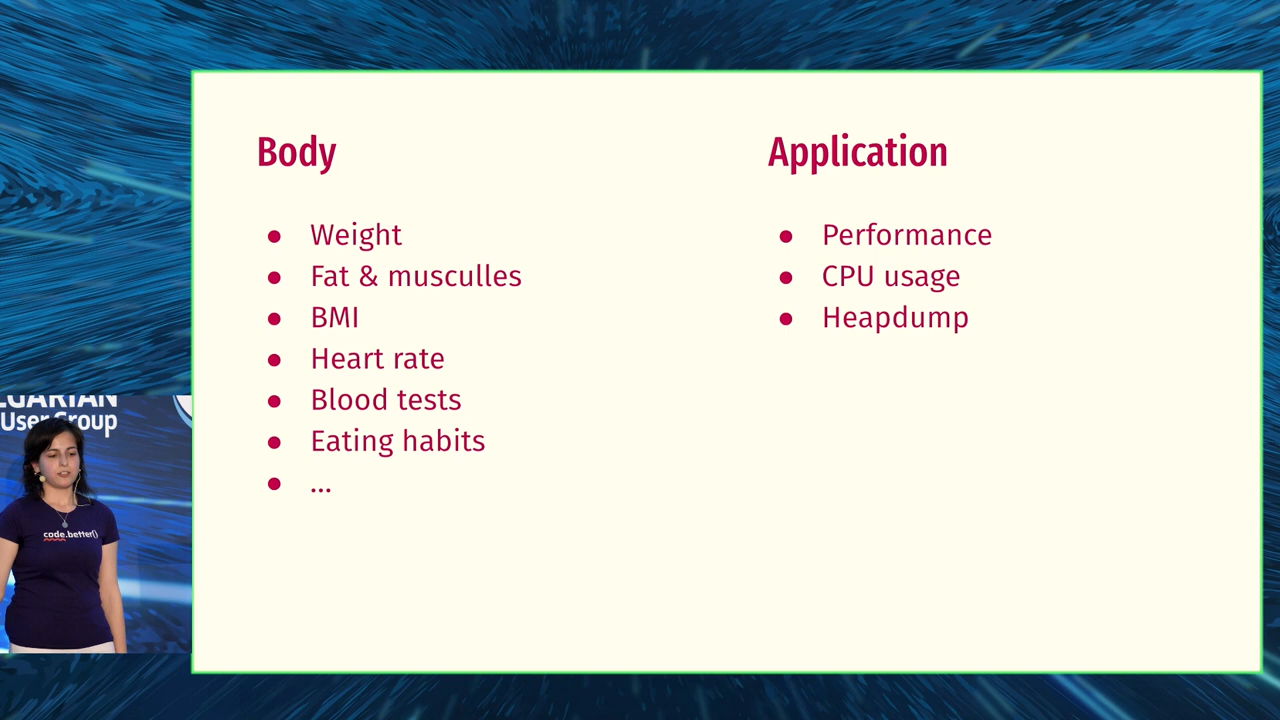 Body
● Weight
● Fat & musculles
● BMI
● Heart rate
● Blood tests
● Eating habits
● ...
Application
● Performance
● CPU usage
● Heapdump
User Group
code.better()